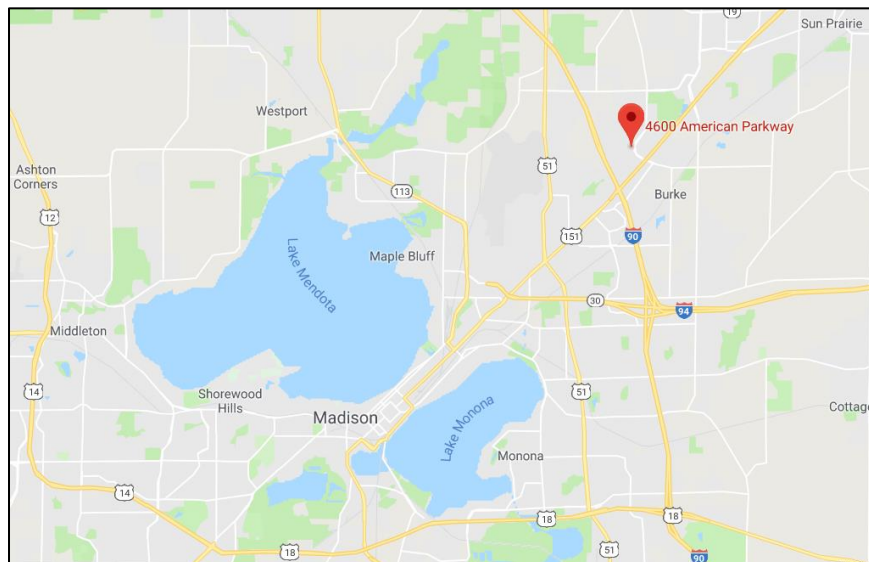 19
Sun Prairie
Westport
4600 American Parkway
51
Ashton
Corners
113
Burke
12
151
90
Maple Bluff
Lake Mendota
30
94
Middleton
14
51
Shorewood
Hills
Madison
Lake Monona
Cottage
Monona
14
18
18
18
51
90